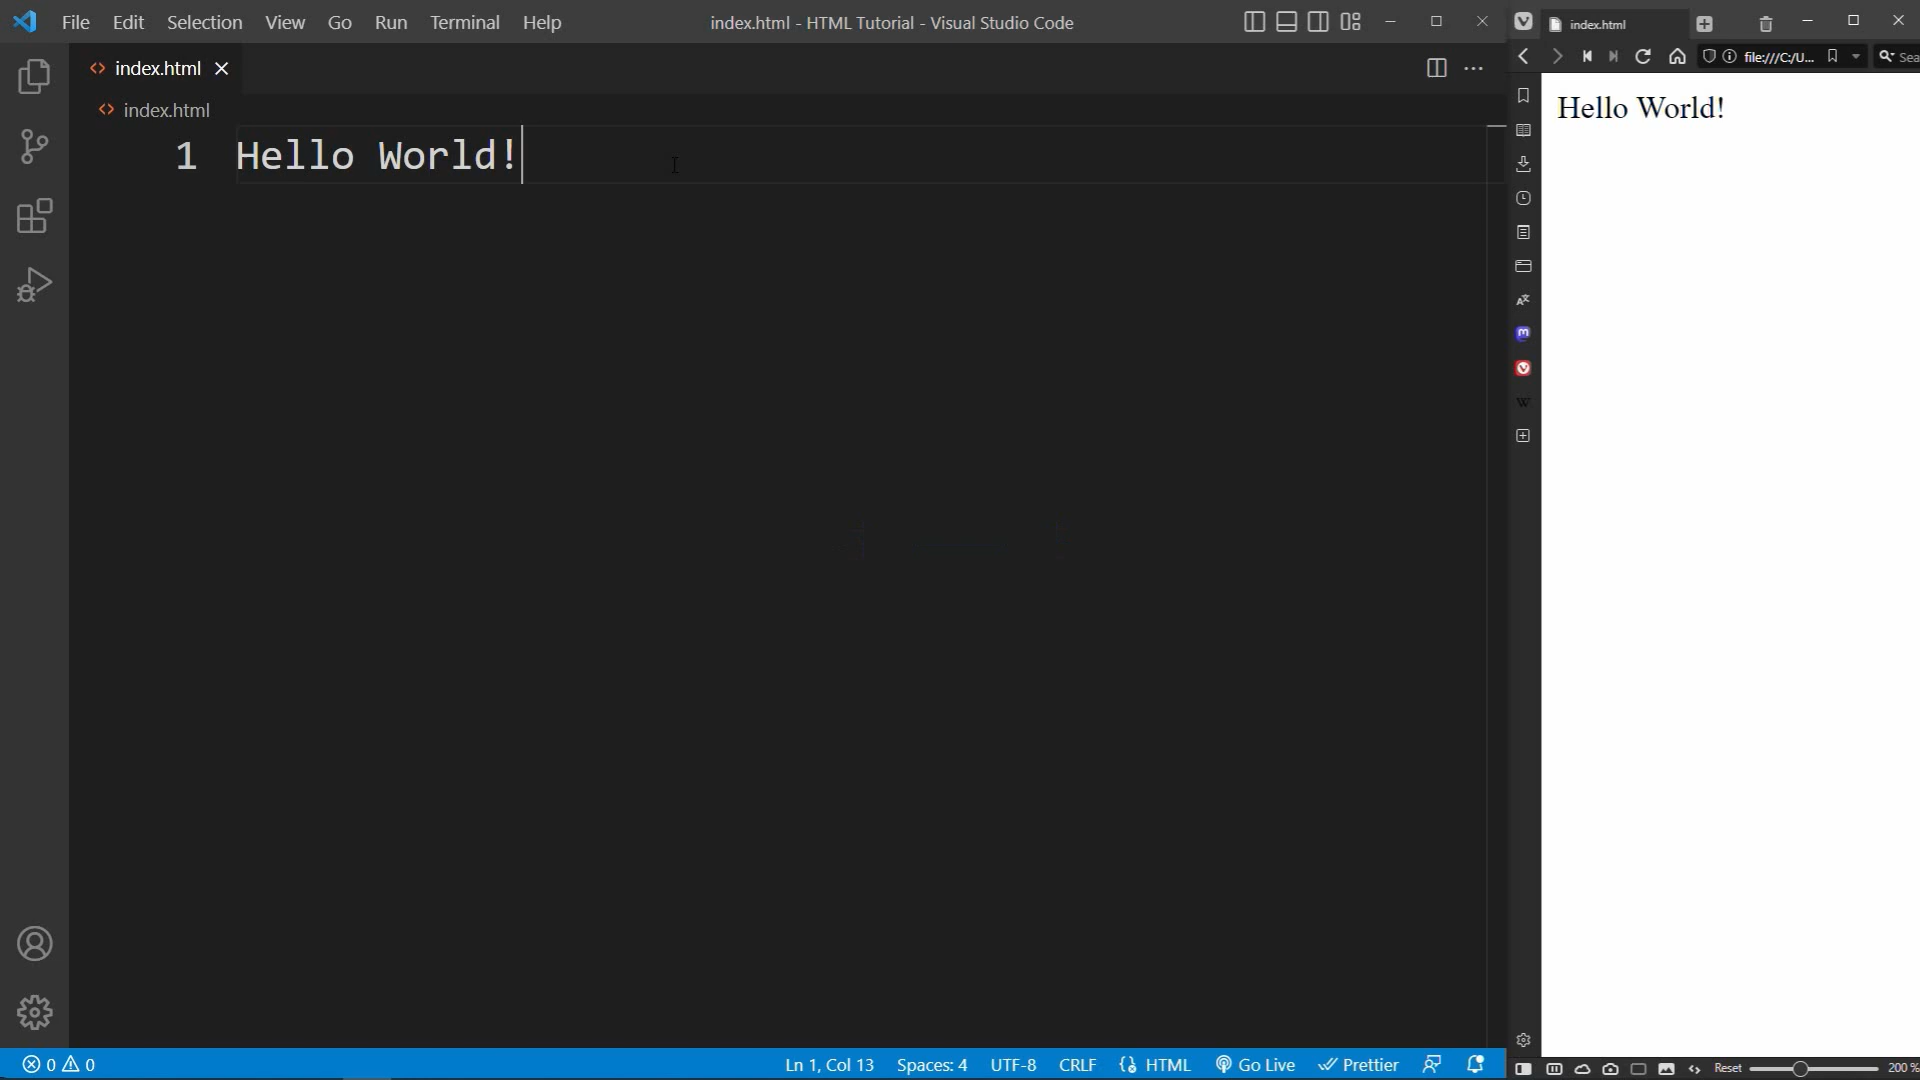 File Edit Selection View Go Run Terminal Help
index.html - HTML Tutorial - Visual Studio Code
index.html
index.html
1 Hello World!
0 0
Ln 1, Col 13 Spaces: 4 UTF-8 CRLF HTML Go Live Prettier
index.html
file:///C:/U... Sea
Hello World!
W
Reset 200 %